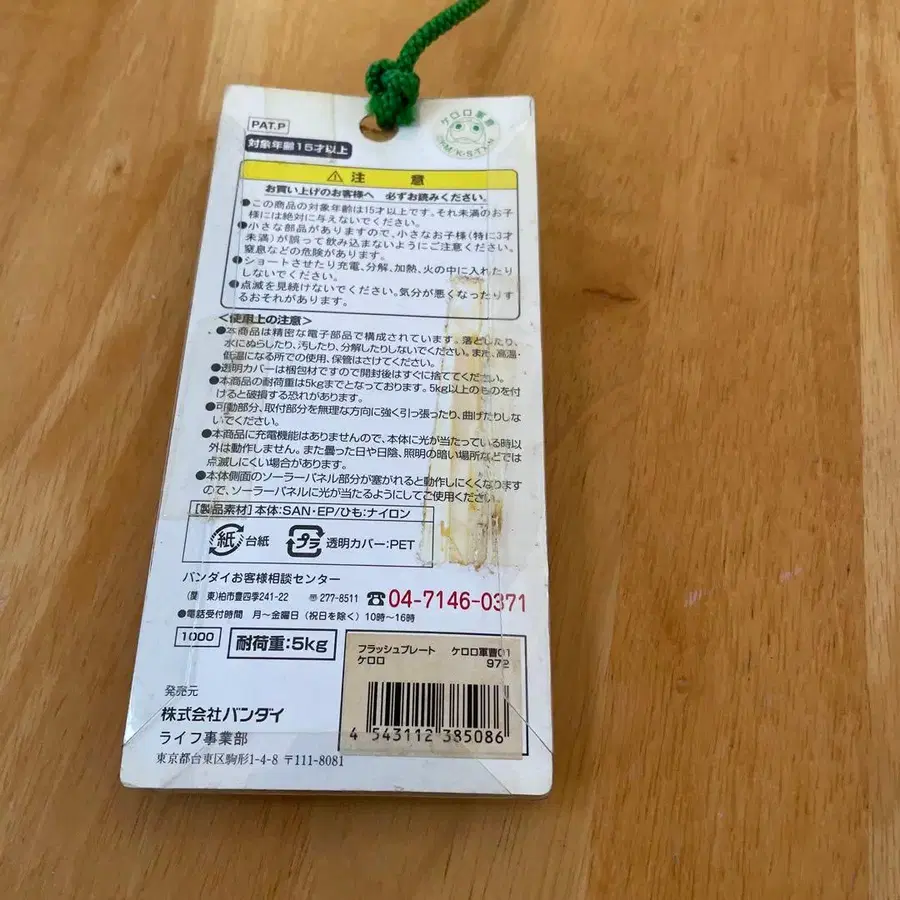 PAT.P
ケロロ軍曹
対象年齢15才以上
⚠注 意
お買い上げのお客様へ 必ずお読みください。
●この商品の対象年齢は15才以上です。それ未満のお子
様には絶対に与えないでください。
●小さな部品がありますので、小さなお子様(特に3才
未満)が誤って飲み込まないようにご注意ください。
窒息などの危険があります。
●ショートさせたり充電、分解、加熱、火の中に入れたり
しないでください。
●点滅を見続けないでください。気分が悪くなったりす
るおそれがあります。
<使用上の注意>
●本商品は精密な電子部品で構成されています。落としたり、
水にぬらしたり、汚したり、分解したりしないでください。また、高温・
低温になる所での使用、保管はさけてください。
●透明カバーは梱包材ですので開封後はすぐに捨ててください。
●本商品の耐荷重は5kgまでとなっております。5kg以上のものを付
けると破損する恐れがあります。
●可動部分、取付部分を無理な方向に強く引っ張ったり、曲げたりしな
いでください。
●本商品に充電機能はありませんので、本体に光が当たっている時以
外は動作しません。また曇った日や日陰、照明の暗い場所などでは
点滅しにくい場合があります。
●本体側面のソーラーパネル部分が塞がれると動作しにくくなります
ので、ソーラーパネルに光が当たるようにしてご使用ください
[製品素材]本体:SAN・EP/ひも:ナイロン
紙 台紙 プラ 透明カバー:PET
バンダイお客様相談センター
(関 東)柏市豊四季241-22 〠277-8511 ☎04-7146-0371
●電話受付時間 月〜金曜日(祝日を除く)10時〜16時
1000 耐荷重:5kg
フラッシュプレート ケロロ軍曹01
ケロロ 972
4 543112 385086
発売元
株式会社バンダイ
ライフ事業部
東京都台東区駒形1-4-8 〒111-8081